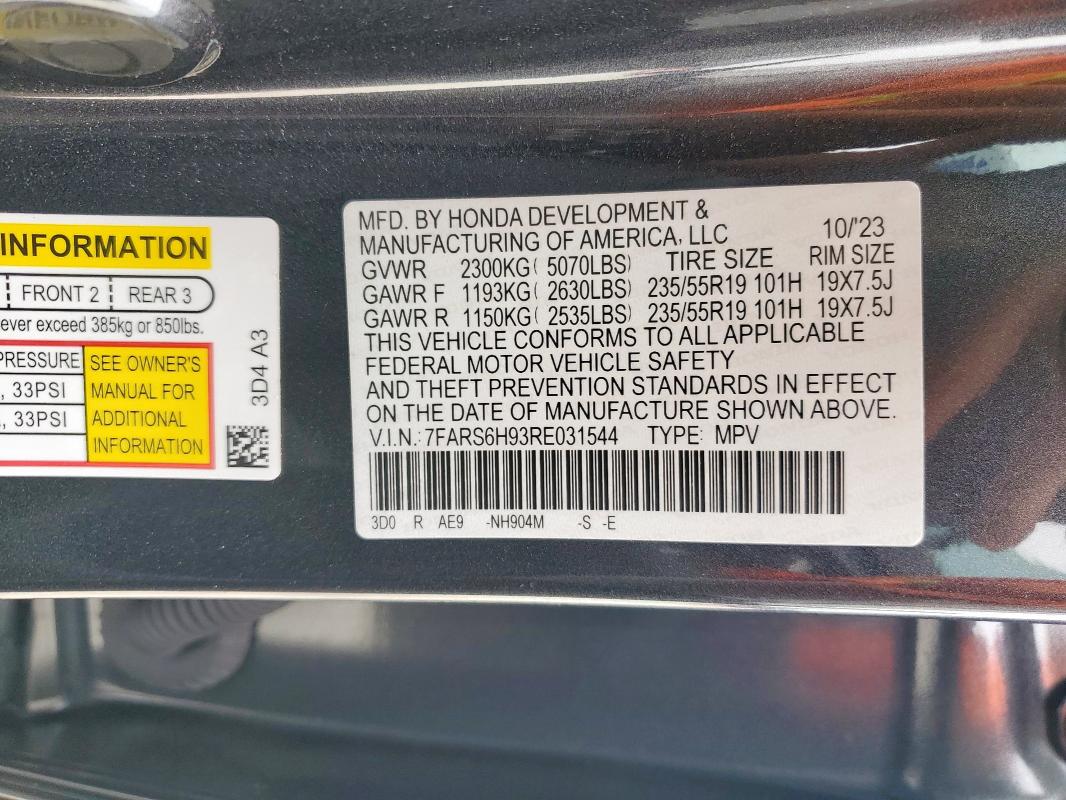 INFORMATION
FRONT 2 REAR 3
ever exceed 385kg or 850lbs.
PRESSURE
, 33PSI
, 33PSI
SEE OWNER'S
MANUAL FOR
ADDITIONAL
INFORMATION
3D4 A3
MFD. BY HONDA DEVELOPMENT &
MANUFACTURING OF AMERICA, LLC 10/'23
GVWR 2300KG( 5070LBS) TIRE SIZE RIM SIZE
GAWR F 1193KG( 2630LBS) 235/55R19 101H 19X7.5J
GAWR R 1150KG( 2535LBS) 235/55R19 101H 19X7.5J
THIS VEHICLE CONFORMS TO ALL APPLICABLE
FEDERAL MOTOR VEHICLE SAFETY
AND THEFT PREVENTION STANDARDS IN EFFECT
ON THE DATE OF MANUFACTURE SHOWN ABOVE.
V.I.N.: 7FARS6H93RE031544 TYPE: MPV
3D0 R AE9 -NH904M -S -E